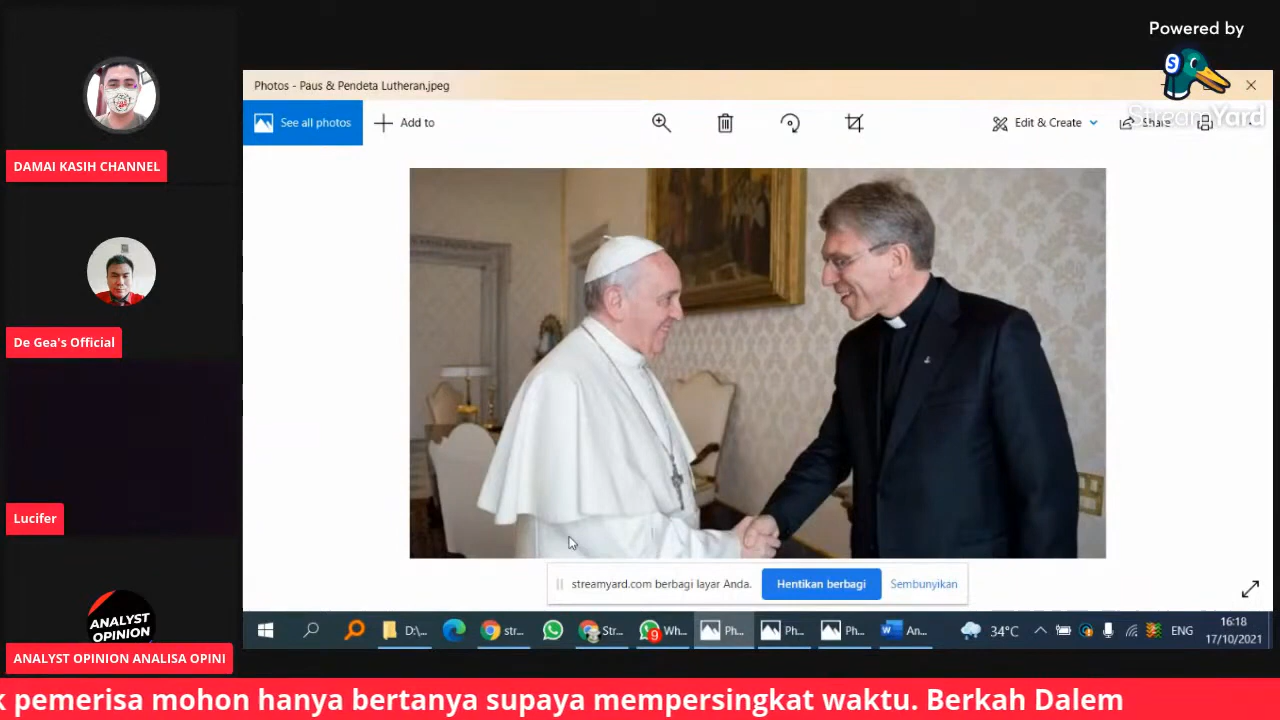 Powered by
StreamYard
Photos - Paus & Pendeta Lutheran.jpeg
See all photos
Add to
Edit & Create
Share
DAMAI KASIH CHANNEL
De Gea's Official
Lucifer
ANALYST
OPINION
ANALYST OPINION ANALISA OPINI
streamyard.com berbagi layar Anda.
Hentikan berbagi
Sembunyikan
D:\...
str...
Str...
9
Wh...
Ph...
Ph...
Ph...
An...
34°C
ENG
16:18
17/10/2021
k pemerisa mohon hanya bertanya supaya mempersingkat waktu. Berkah Dalem